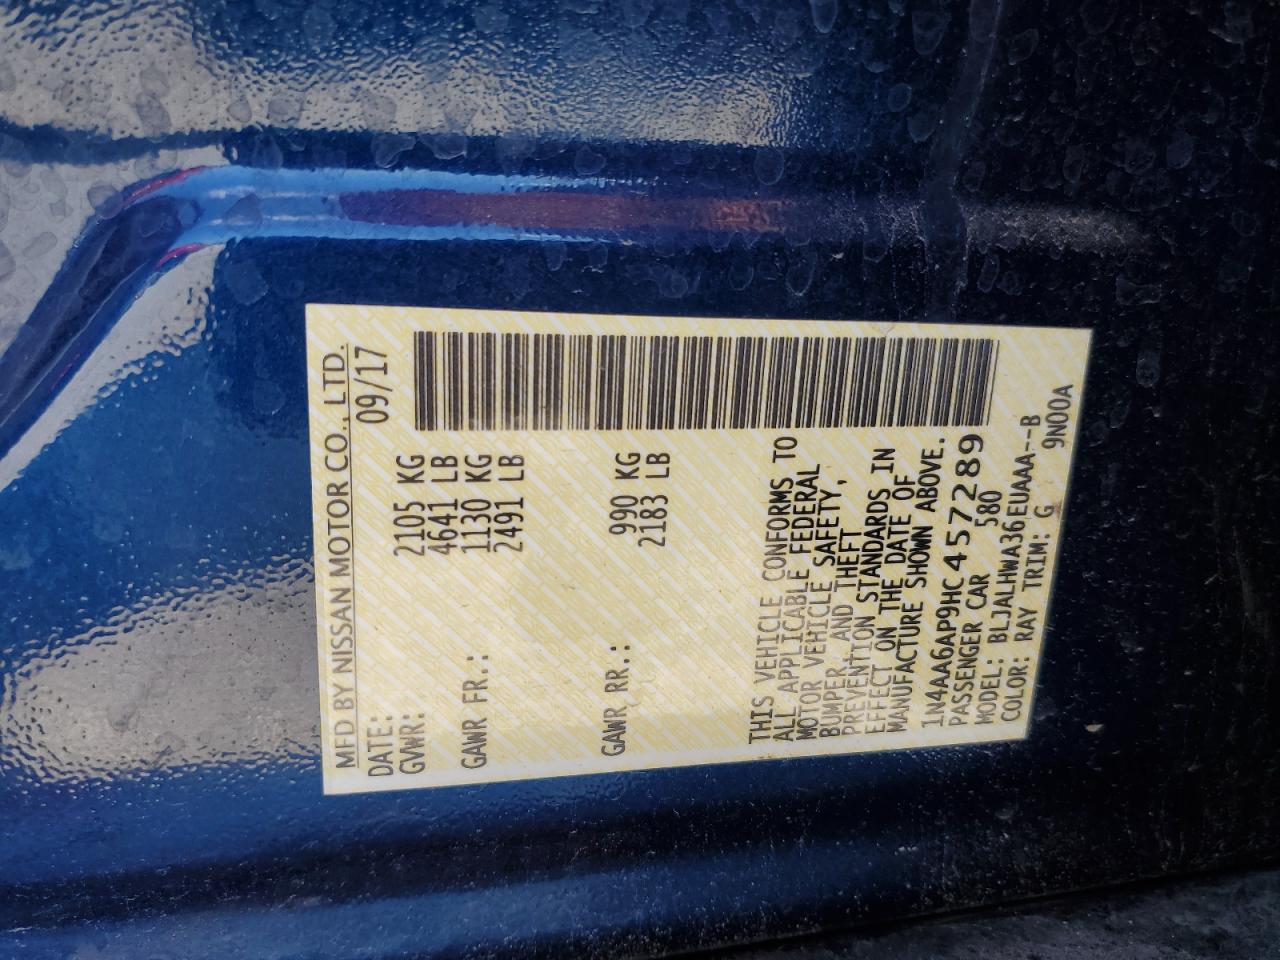 MFD BY NISSAN MOTOR CO., LTD.
DATE: 09/17
GVWR: 2105 KG
4641 LB
GAWR FR.: 1130 KG
2491 LB
GAWR RR.: 990 KG
2183 LB
THIS VEHICLE CONFORMS TO
ALL APPLICABLE FEDERAL
MOTOR VEHICLE SAFETY,
BUMPER, AND THEFT
PREVENTION STANDARDS IN
EFFECT ON THE DATE OF
MANUFACTURE SHOWN ABOVE.
1N4AA6AP9HC457289
PASSENGER CAR 580
MODEL: BLJALHWA36EUAAA--B
COLOR: RAY TRIM: G 9N00A